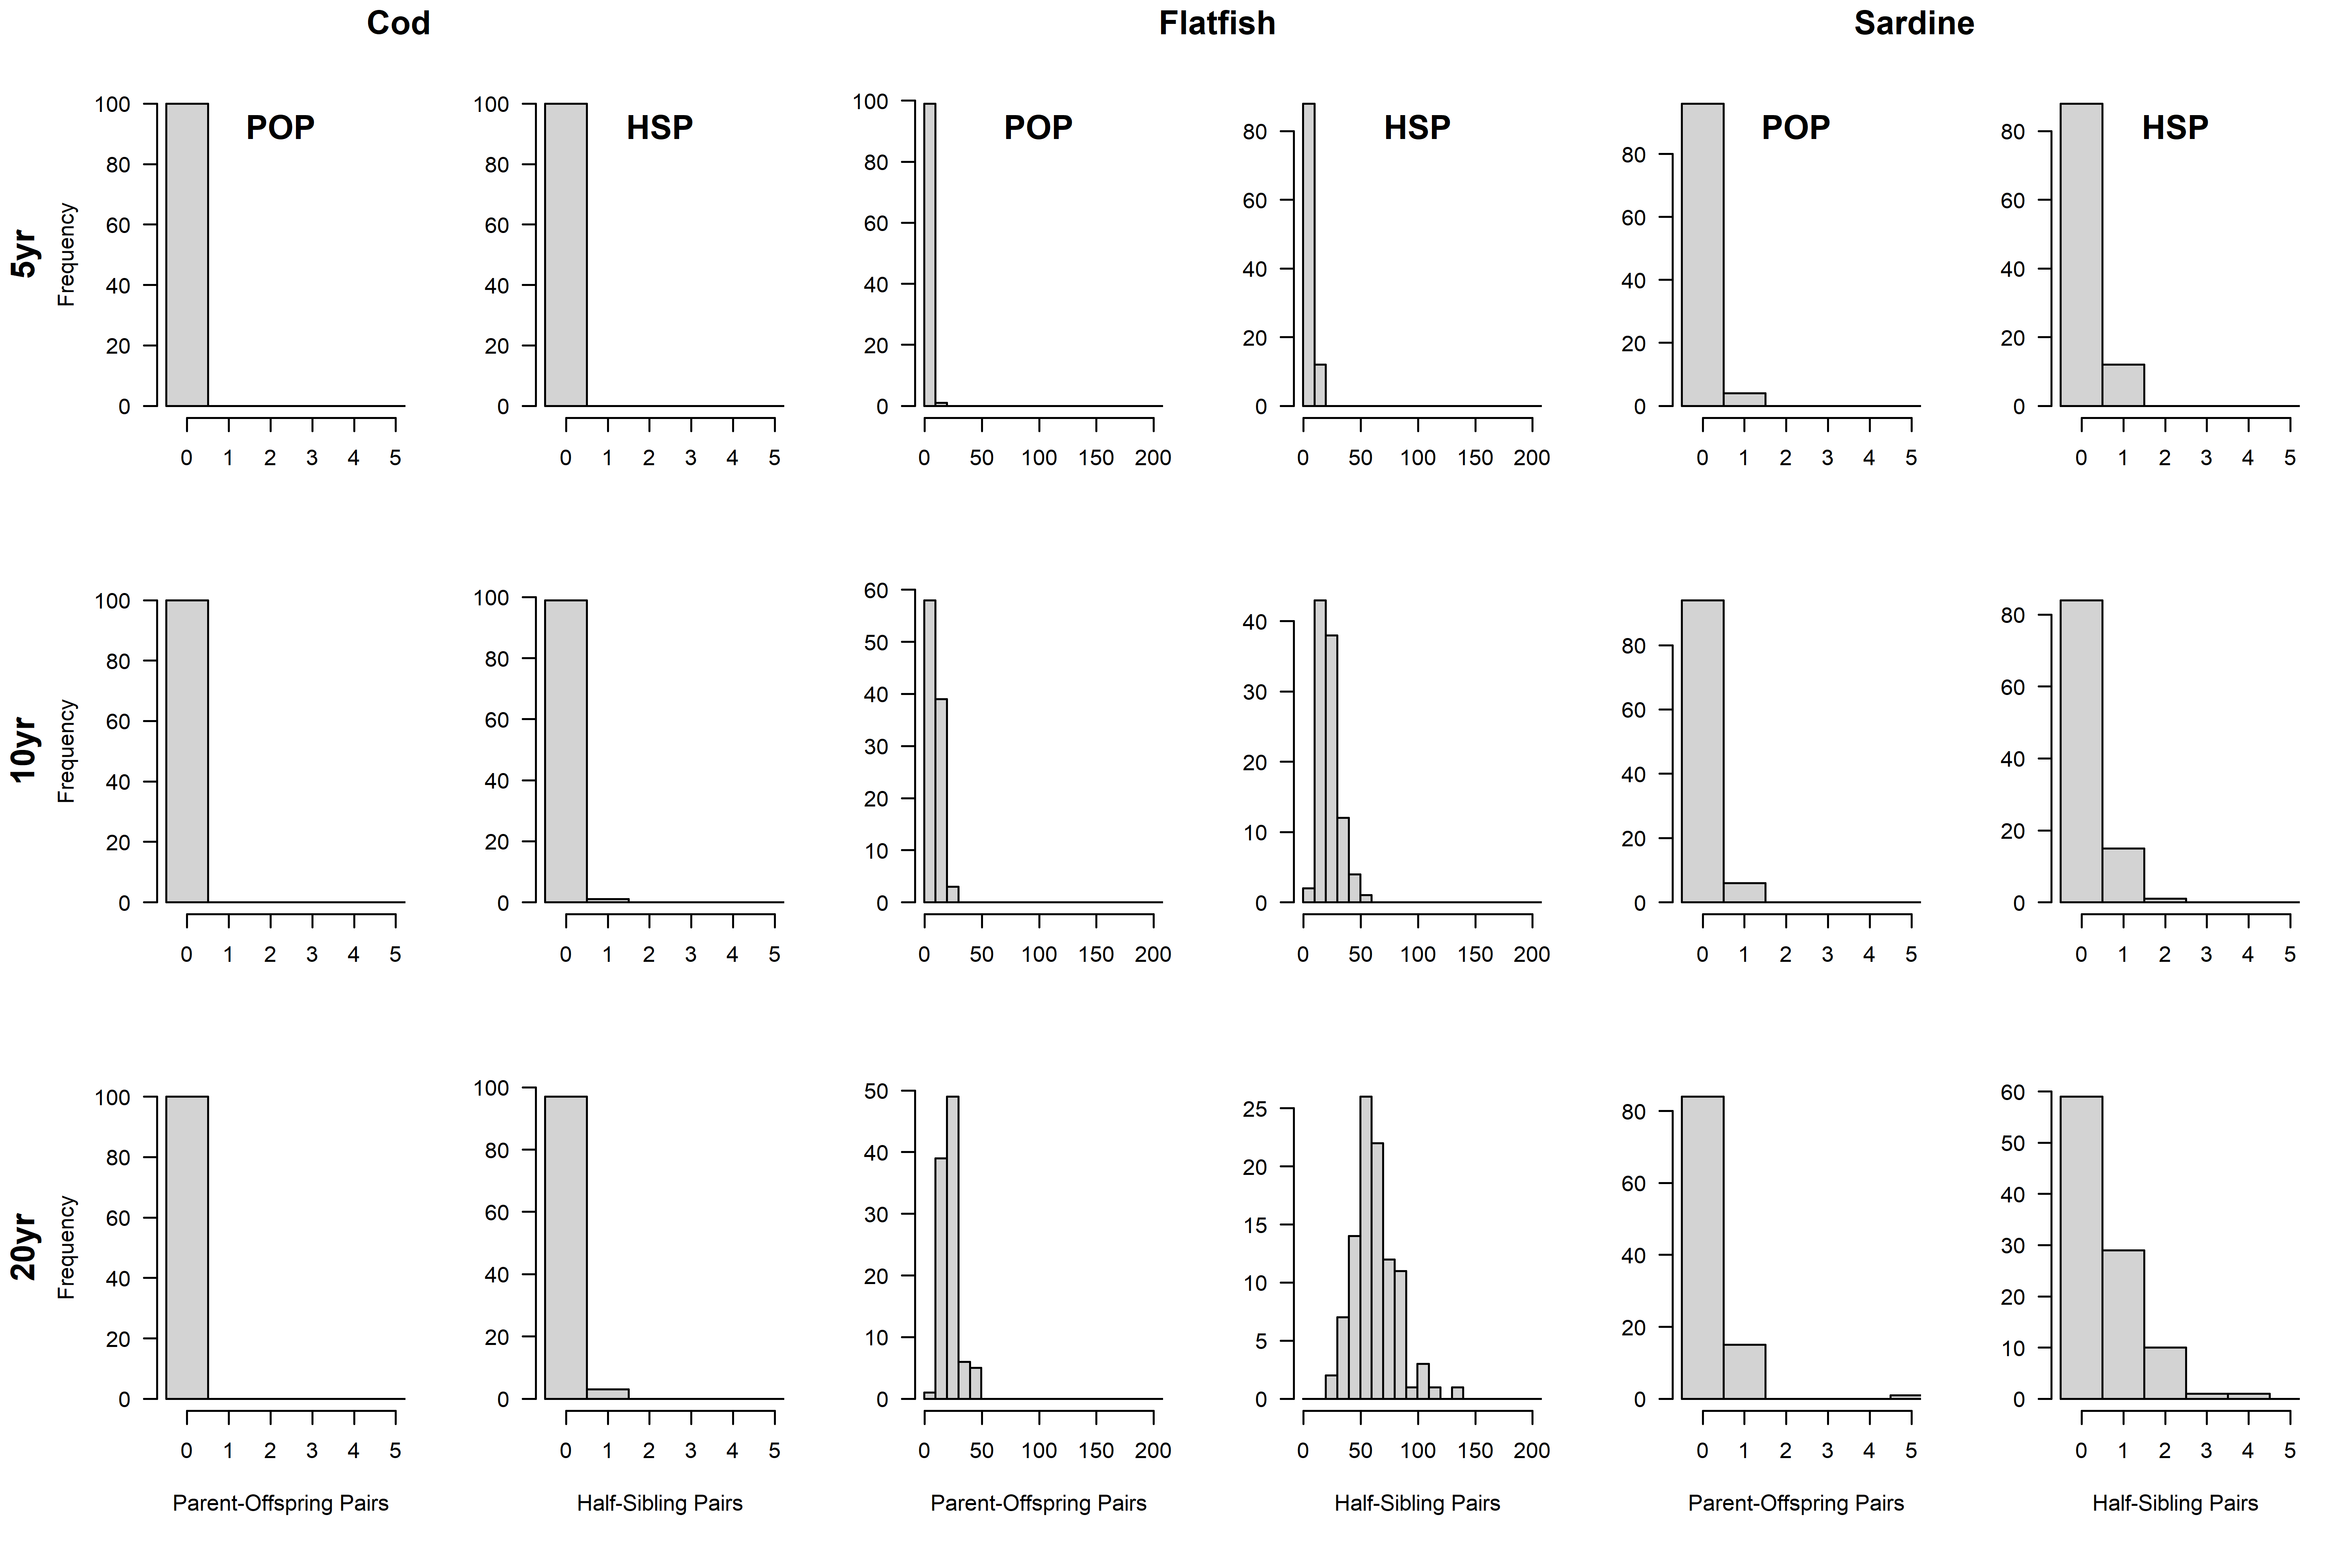 Cod Flatfish Sardine
5yr
Frequency
POP
100 80 60 40 20 0
0 1 2 3 4 5
HSP
100 80 60 40 20 0
0 1 2 3 4 5
POP
100 80 60 40 20 0
0 50 100 150 200
HSP
80 60 40 20 0
0 50 100 150 200
POP
80 60 40 20 0
0 1 2 3 4 5
HSP
80 60 40 20 0
0 1 2 3 4 5
10yr
Frequency
100 80 60 40 20 0
0 1 2 3 4 5
100 80 60 40 20 0
0 1 2 3 4 5
60 50 40 30 20 10 0
0 50 100 150 200
40 30 20 10 0
0 50 100 150 200
80 60 40 20 0
0 1 2 3 4 5
80 60 40 20 0
0 1 2 3 4 5
20yr
Frequency
100 80 60 40 20 0
0 1 2 3 4 5
Parent-Offspring Pairs
100 80 60 40 20 0
0 1 2 3 4 5
Half-Sibling Pairs
50 40 30 20 10 0
0 50 100 150 200
Parent-Offspring Pairs
25 20 15 10 5 0
0 50 100 150 200
Half-Sibling Pairs
80 60 40 20 0
0 1 2 3 4 5
Parent-Offspring Pairs
60 50 40 30 20 10 0
0 1 2 3 4 5
Half-Sibling Pairs